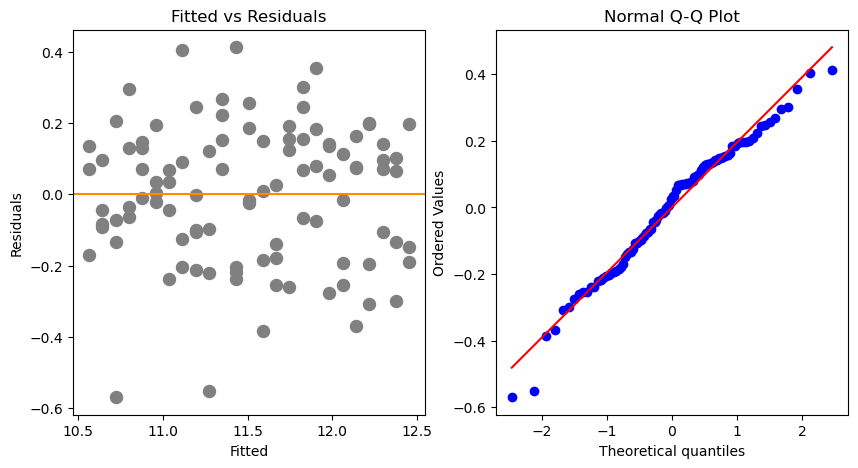 Fitted vs Residuals
Normal Q-Q Plot
0.4
0.2
0.0
−0.2
−0.4
−0.6
Residuals
10.5 11.0 11.5 12.0 12.5
Fitted
0.4
0.2
0.0
−0.2
−0.4
−0.6
Ordered Values
−2 −1 0 1 2
Theoretical quantiles